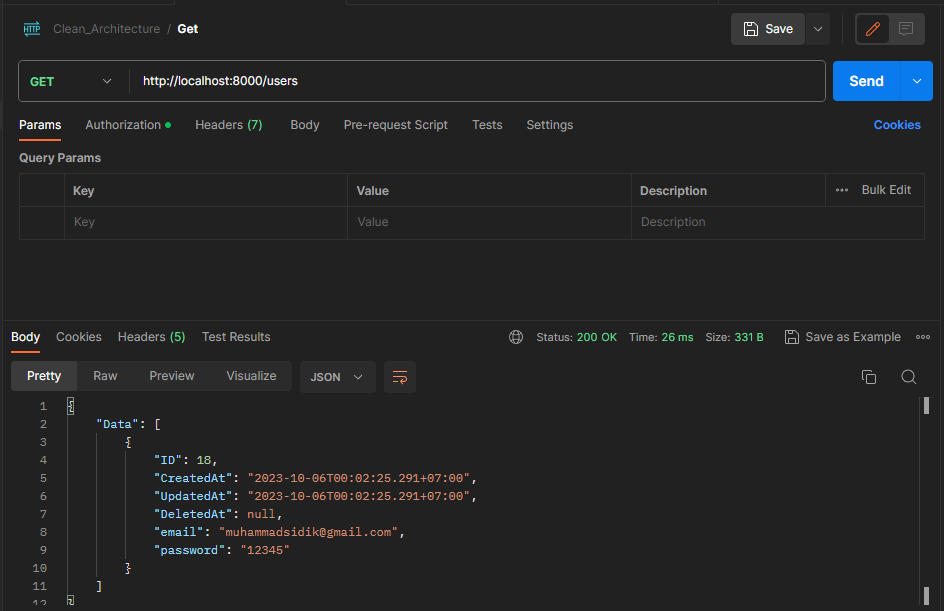 HTTP Clean_Architecture / Get Save
GET http://localhost:8000/users Send
Params Authorization Headers (7) Body Pre-request Script Tests Settings Cookies
Query Params
Key Value Description Bulk Edit
Key Value Description
Body Cookies Headers (5) Test Results Status: 200 OK Time: 26 ms Size: 331 B Save as Example
Pretty Raw Preview Visualize JSON
1 {
2 "Data": [
3 {
4 "ID": 18,
5 "CreatedAt": "2023-10-06T00:02:25.291+07:00",
6 "UpdatedAt": "2023-10-06T00:02:25.291+07:00",
7 "DeletedAt": null,
8 "email": "muhammadsidik@gmail.com",
9 "password": "12345"
10 }
11 ]
12 }